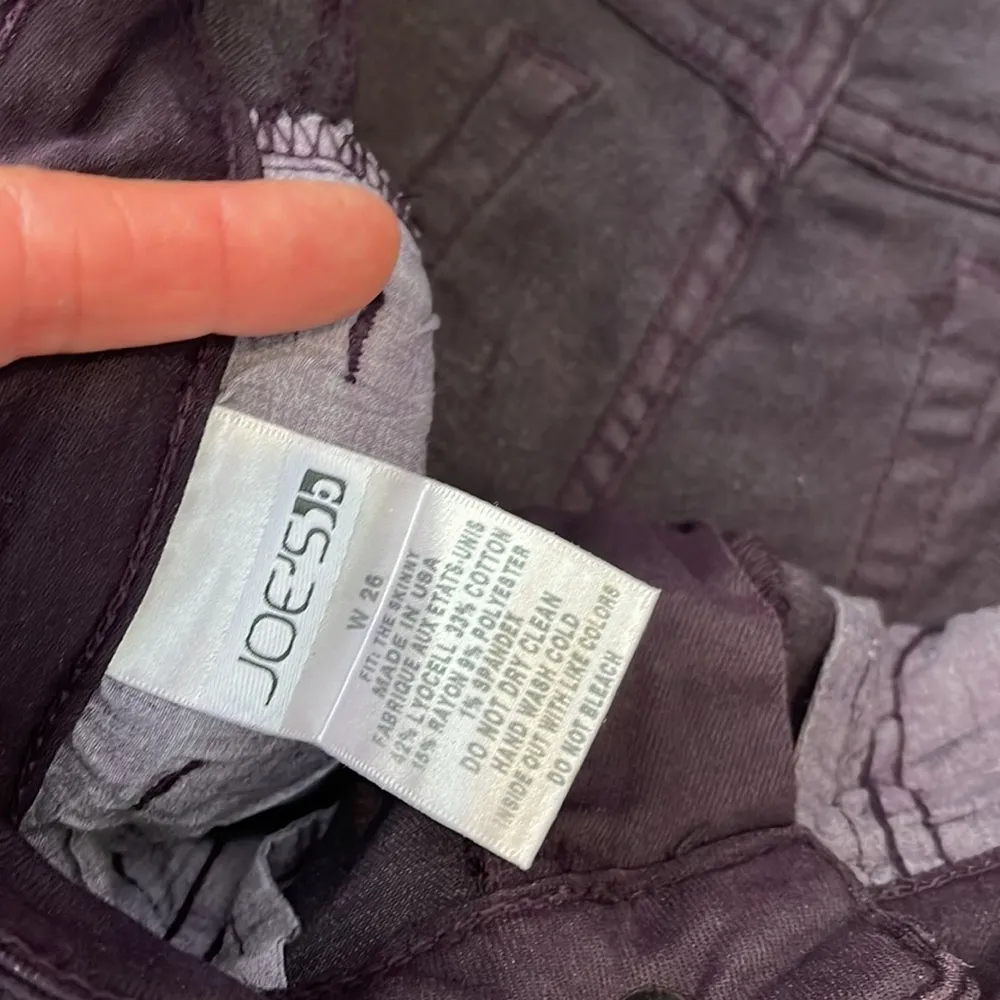 JOE'S
W 26
FIT: THE SKINNY
MADE IN USA
FABRIQUE AUX ETATS-UNIS
42% LYOCELL 33% COTTON
15% RAYON 9% POLYESTER
1% SPANDEX
DO NOT DRY CLEAN
HAND WASH COLD
INSIDE OUT WITH LIKE COLORS
DO NOT BLEACH